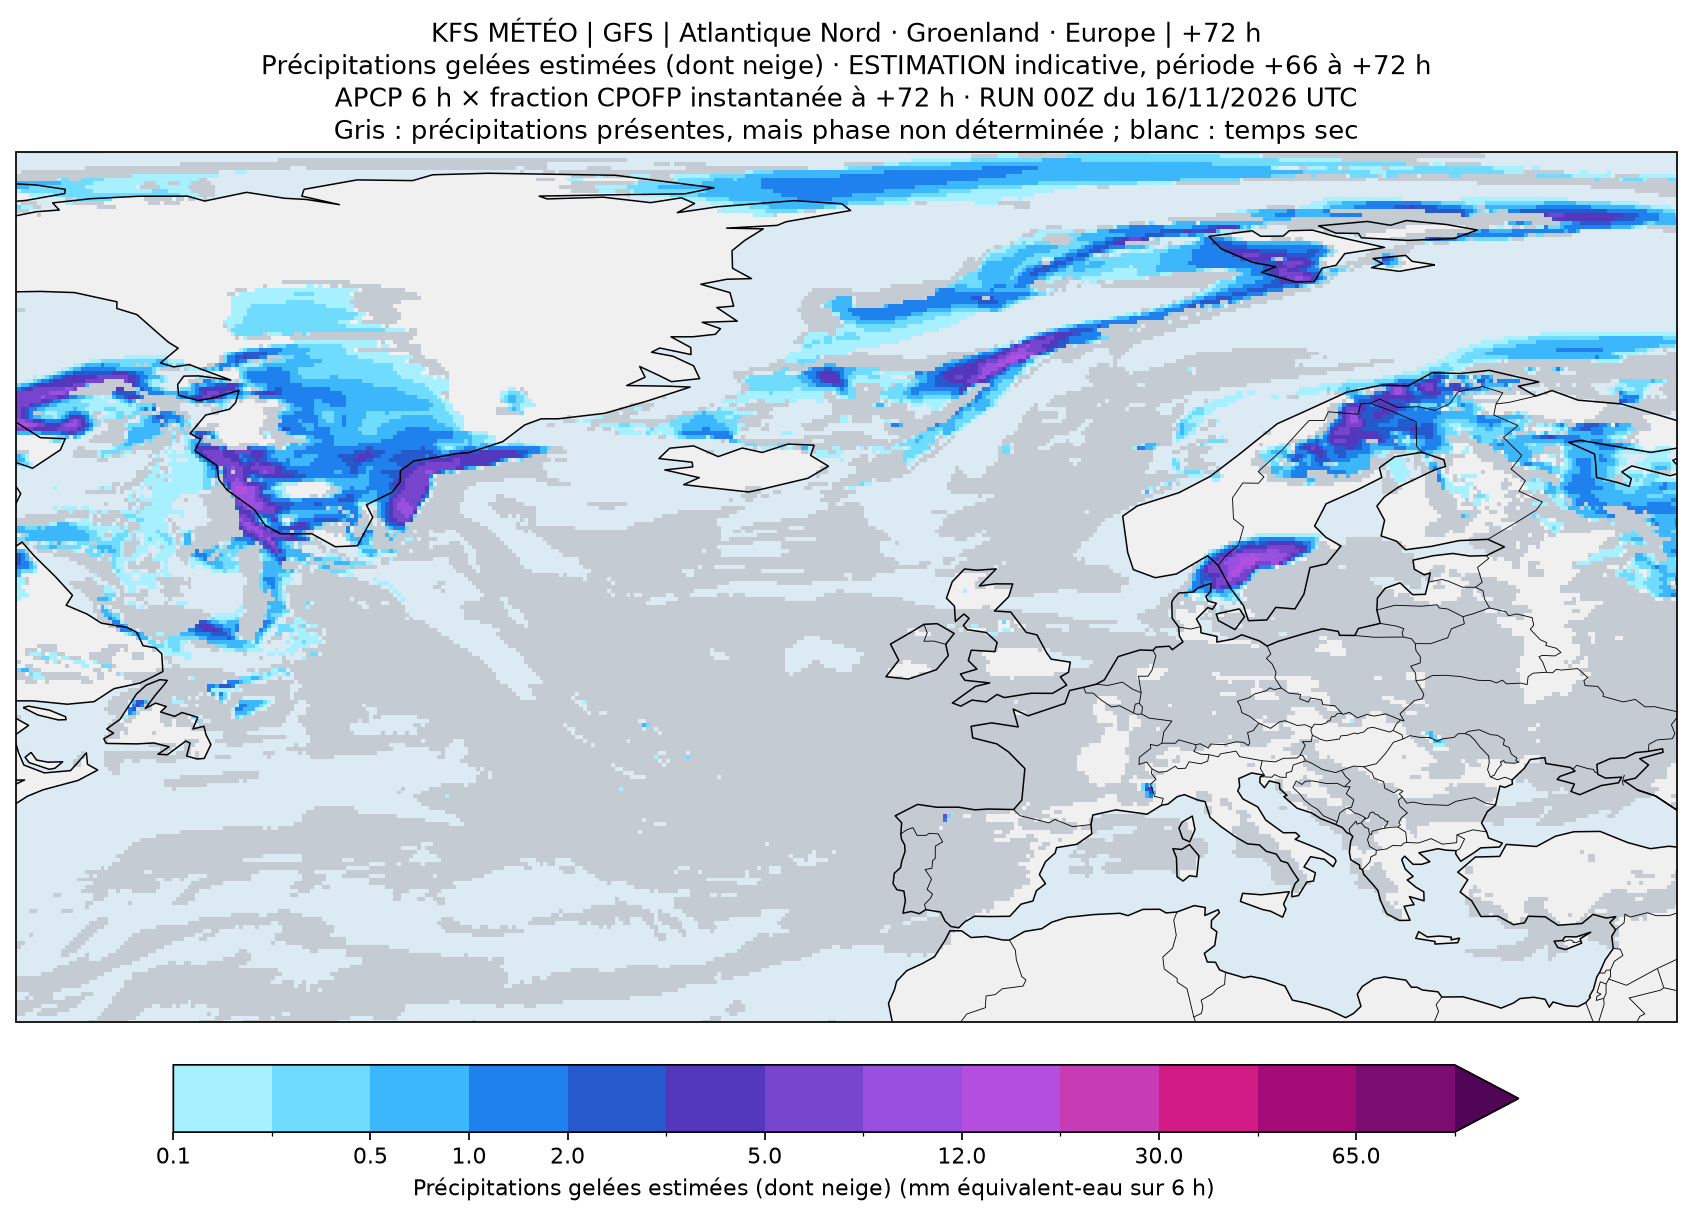 KFS MÉTÉO | GFS | Atlantique Nord · Groenland · Europe | +72 h
Précipitations gelées estimées (dont neige) · ESTIMATION indicative, période +66 à +72 h
APCP 6 h × fraction CPOFP instantanée à +72 h · RUN 00Z du 16/11/2026 UTC
Gris : précipitations présentes, mais phase non déterminée ; blanc : temps sec
0.1 0.5 1.0 2.0 5.0 12.0 30.0 65.0
Précipitations gelées estimées (dont neige) (mm équivalent-eau sur 6 h)